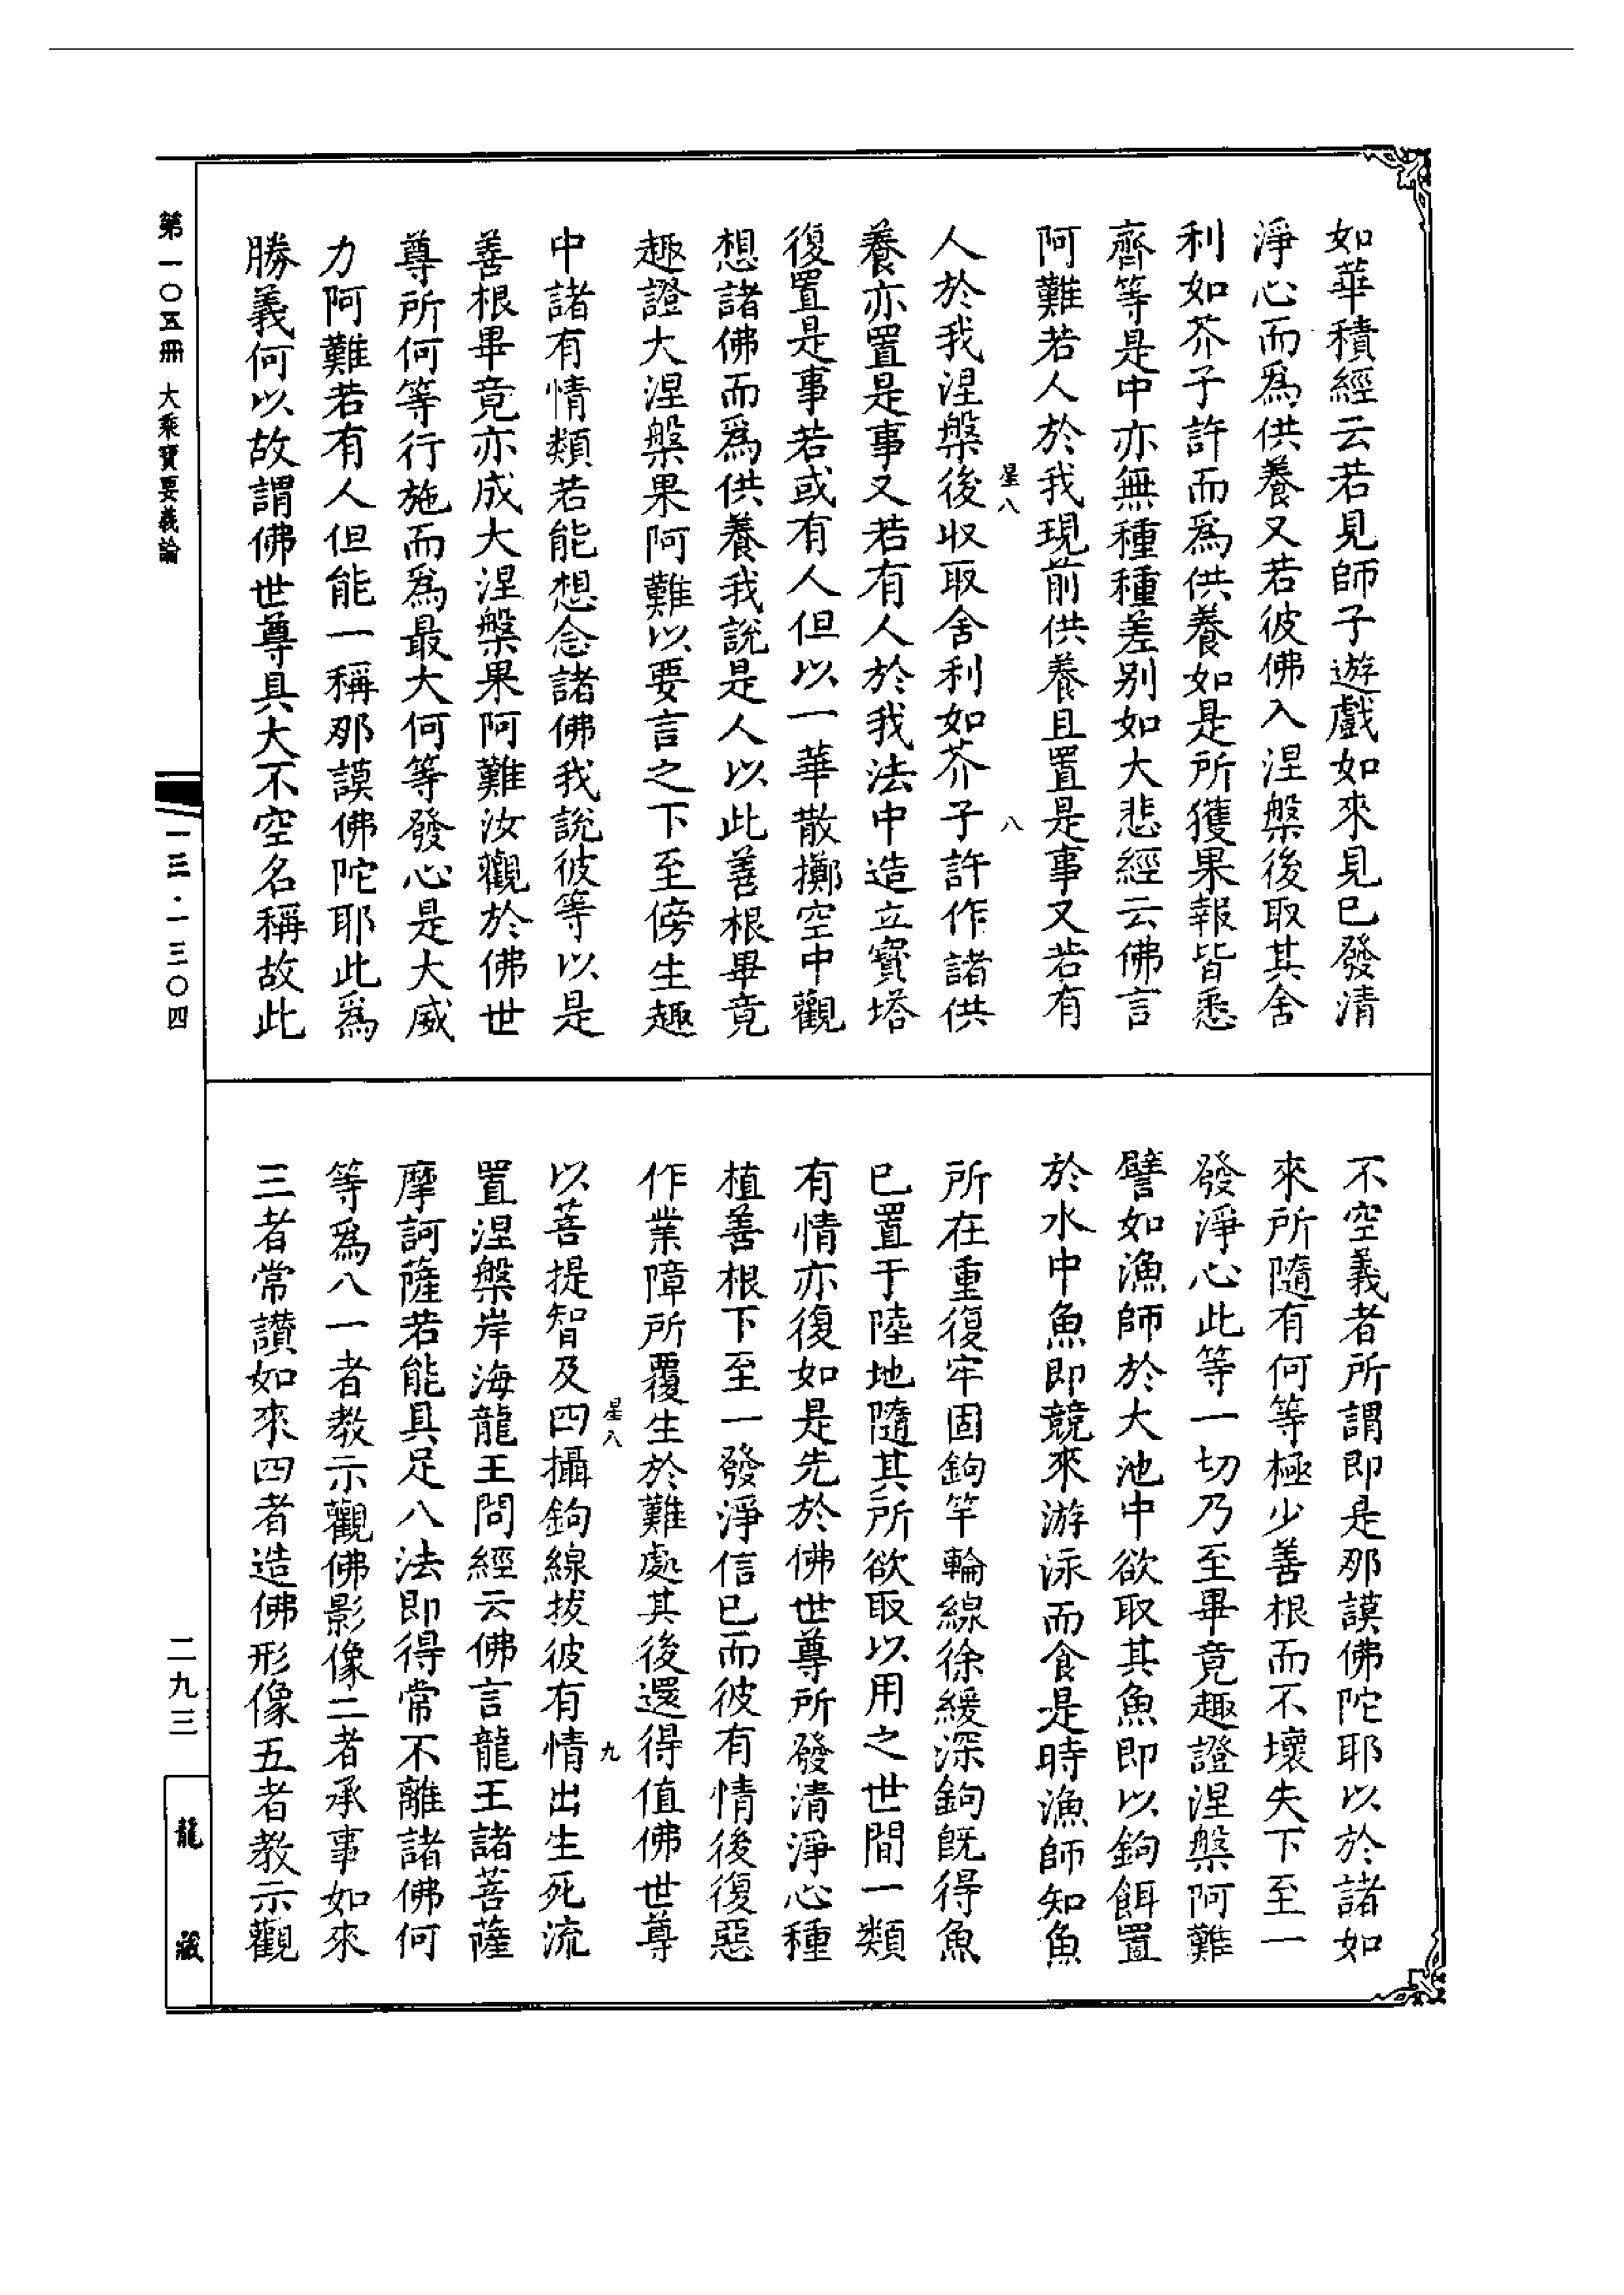 如華積經云若見師子遊戲如來見已發清
淨心而爲供養又若彼佛入涅槃後取其舍
利如芥子許而爲供養如是所獲果報皆悉
齊等是中亦無種種差别如大悲經云佛言
阿難若人於我現前供養且置是事又若有
星八 八
人於我涅槃後收取舍利如芥子許作諸供
養亦置是事又若有人於我法中造立寶塔
復置是事若或有人但以一華散擲空中觀
想諸佛而爲供養我說是人以此善根畢竟
趣證大涅槃果阿難以要言之下至傍生趣
中諸有情類若能想念諸佛我說彼等以是
善根畢竟亦成大涅槃果阿難汝觀於佛世
尊所何等行施而爲最大何等發心是大威
力阿難若有人但能一稱那謨佛陀耶此爲
勝義何以故謂佛世尊具大不空名稱故此
不空義者所謂即是那謨佛陀耶以於諸如
來所隨有何等極少善根而不壞失下至一
發淨心此等一切乃至畢竟趣證涅槃阿難
譬如漁師於大池中欲取其魚即以鉤餌置
於水中魚即競來游泳而食是時漁師知魚
所在重復牢固鉤竿輪線徐緩深鉤既得魚
已置于陸地隨其所欲取以用之世間一類
有情亦復如是先於佛世尊所發清淨心種
植善根下至一發淨信已而彼有情後復惡
作業障所覆生於難處其後還得值佛世尊
星八 九
以菩提智及四攝鉤線拔彼有情出生死流
置涅槃岸海龍王問經云佛言龍王諸菩薩
摩訶薩若能具足八法即得常不離諸佛何
等爲八一者教示觀佛影像二者承事如來
三者常讚如來四者造佛形像五者教示觀
第一〇五冊 大乘寶要義論
一三·一三〇四
二九三
龍藏